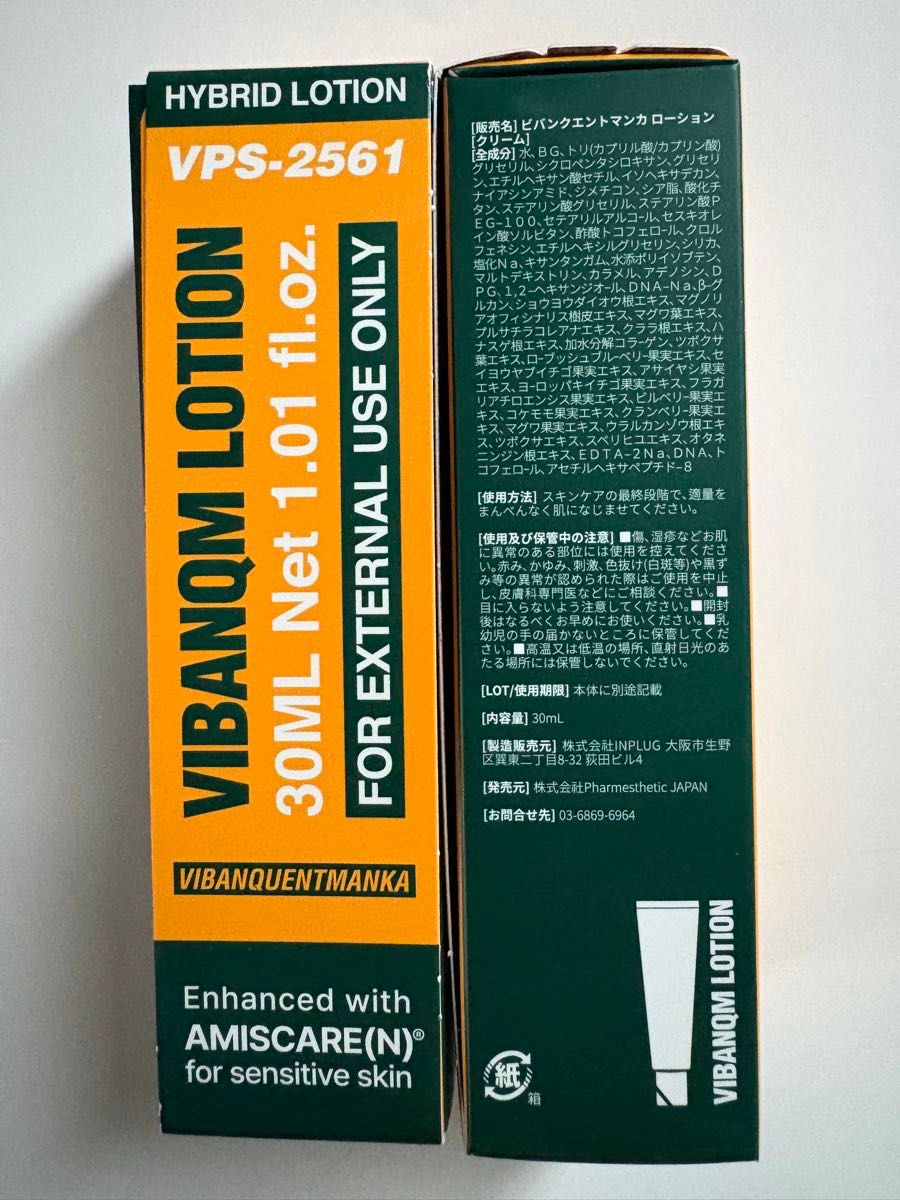 HYBRID LOTION
VPS-2561
VIBANQM LOTION
30ML Net 1.01 fl.oz.
FOR EXTERNAL USE ONLY
VIBANQUENTMANKA
Enhanced with
AMISCARE(N)®
for sensitive skin
[販売名] ビバンクエントマンカ ローション
[クリーム]
[全成分] 水、BG、トリ(カプリル酸/カプリン酸)
グリセリル、シクロペンタシロキサン、グリセリ
ン、エチルヘキサン酸セチル、イソヘキサデカン、
ナイアシンアミド、ジメチコン、シア脂、酸化チ
タン、ステアリン酸グリセリル、ステアリン酸P
EG-100、セテアリルアルコール、セスキオレ
イン酸ソルビタン、酢酸トコフェロール、クロル
フェネシン、エチルヘキシルグリセリン、シリカ、
塩化Na、キサンタンガム、水添ポリイソブテン、
マルトデキストリン、カラメル、アデノシン、D
PG、1,2-ヘキサンジオール、DNA-Na、β-グ
ルカン、ショウヨウダイオウ根エキス、マグノリ
アオフィシナリス樹皮エキス、マグワ葉エキス、
プルサチラコレアナエキス、クララ根エキス、ハ
ナスゲ根エキス、加水分解コラーゲン、ツボクサ
葉エキス、ローブッシュブルーベリー果実エキス、セ
イヨウヤブイチゴ果実エキス、アサイヤシ果実
エキス、ヨーロッパキイチゴ果実エキス、フラガ
リアチロエンシス果実エキス、ビルベリー果実エ
キス、コケモモ果実エキス、クランベリー果実エ
キス、マグワ果実エキス、ウラルカンゾウ根エキ
ス、ツボクサエキス、スベリヒユエキス、オタネ
ニンジン根エキス、EDTA-2Na、DNA、ト
コフェロール、アセチルヘキサペプチド-8
[使用方法] スキンケアの最終段階で、適量を
まんべんなく肌になじませてください。
[使用及び保管中の注意] ■傷、湿疹などお肌
に異常のある部位には使用を控えてくださ
い。赤み、かゆみ、刺激、色抜け(白斑等)や黒ず
み等の異常が認められた際はご使用を中止
し、皮膚科専門医などにご相談ください。■
目に入らないよう注意してください。■開封
後はなるべくお早めにお使いください。■乳
幼児の手の届かないところに保管してくだ
さい。■高温又は低温の場所、直射日光のあ
たる場所には保管しないでください。
[LOT/使用期限] 本体に別途記載
[内容量] 30mL
[製造販売元] 株式会社INPLUG 大阪市生野
区巽東二丁目8-32 荻田ビル4
[発売元] 株式会社Pharmesthetic JAPAN
[お問合せ先] 03-6869-6964
VIBANQM LOTION
紙
箱